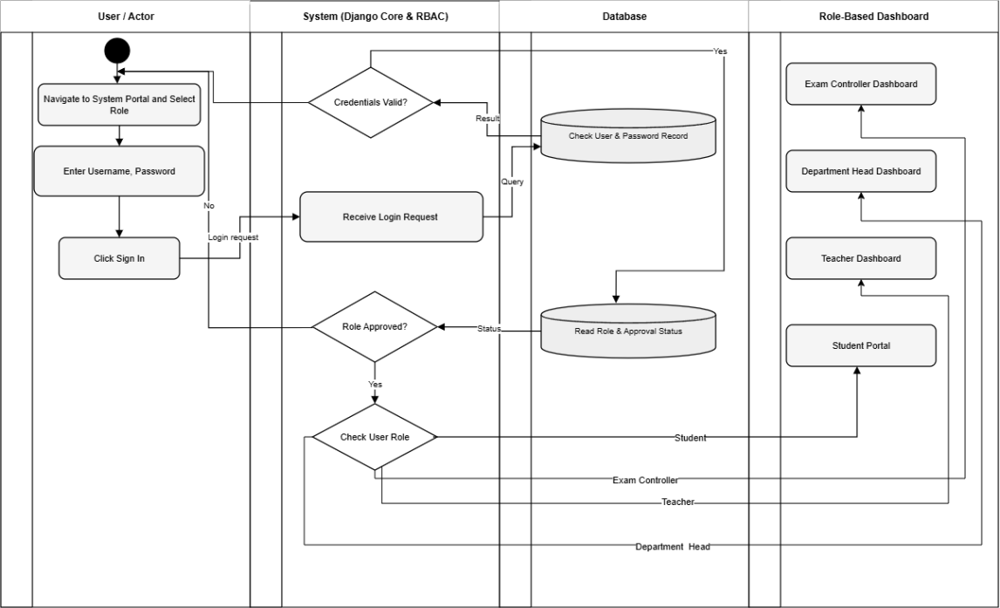 User / Actor
System (Django Core & RBAC)
Database
Role-Based Dashboard
Yes
Credentials Valid?
Navigate to System Portal and Select
Role
Exam Controller Dashboard
Result
Check User & Password Record
Enter Username, Password
Department Head Dashboard
Query
No
Receive Login Request
Login request
Click Sign In
Teacher Dashboard
Role Approved?
Status
Read Role & Approval Status
Student Portal
Yes
Check User Role
Student
Exam Controller
Teacher
Department  Head